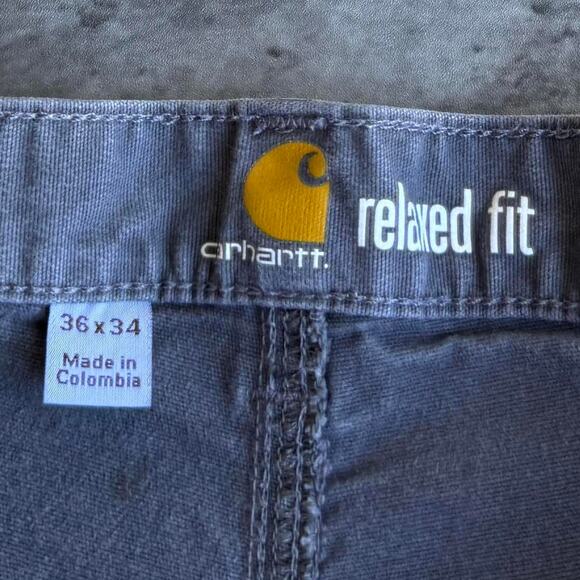 carhartt.
relaxed fit
36 x 34
Made in
Colombia